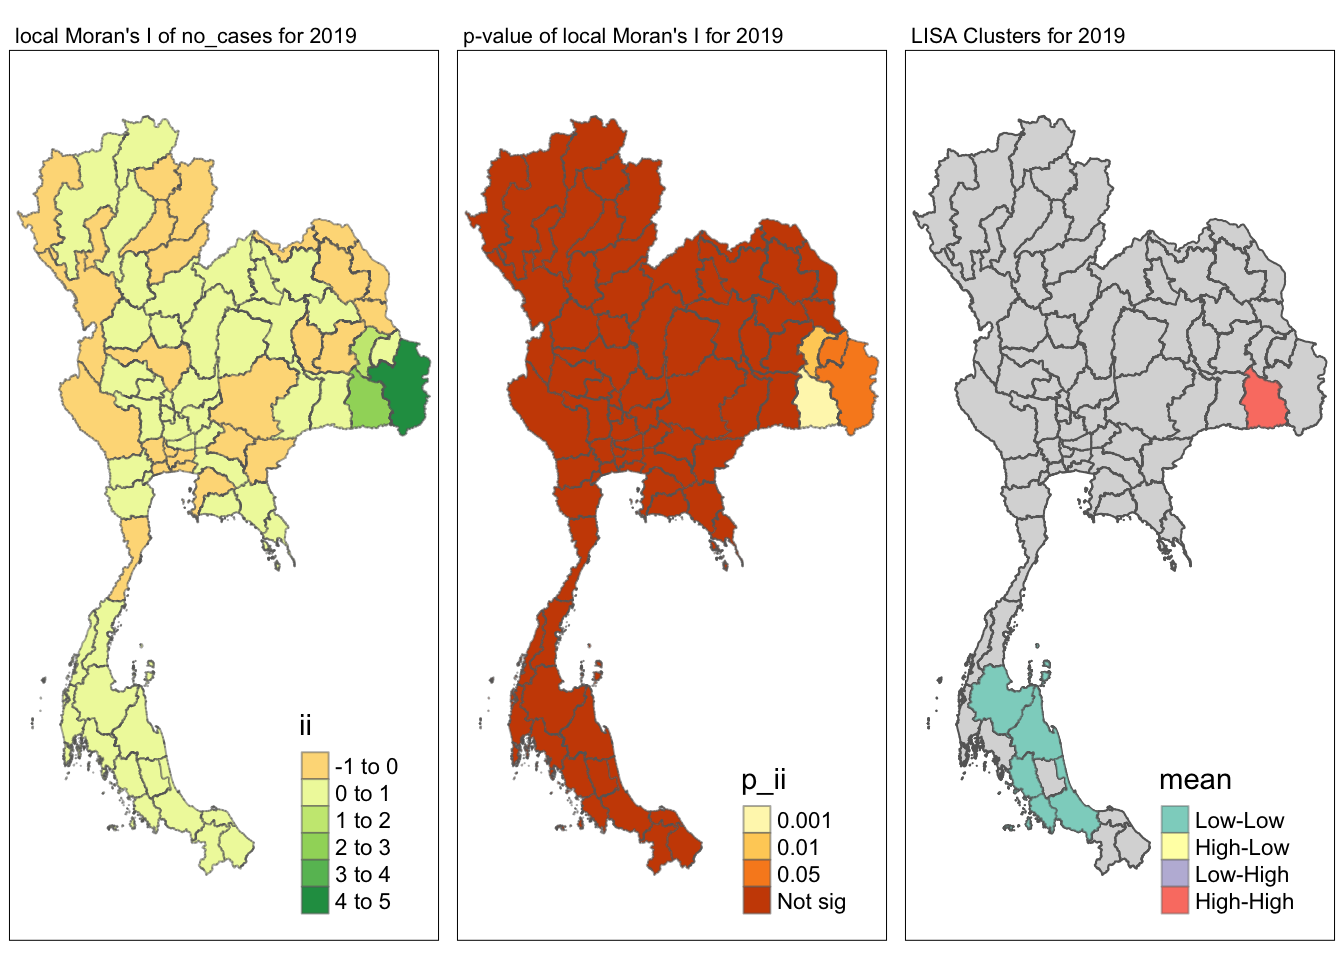 local Moran's I of no_cases for 2019
ii
-1 to 0
0 to 1
1 to 2
2 to 3
3 to 4
4 to 5
p-value of local Moran's I for 2019
p_ii
0.001
0.01
0.05
Not sig
LISA Clusters for 2019
mean
Low-Low
High-Low
Low-High
High-High